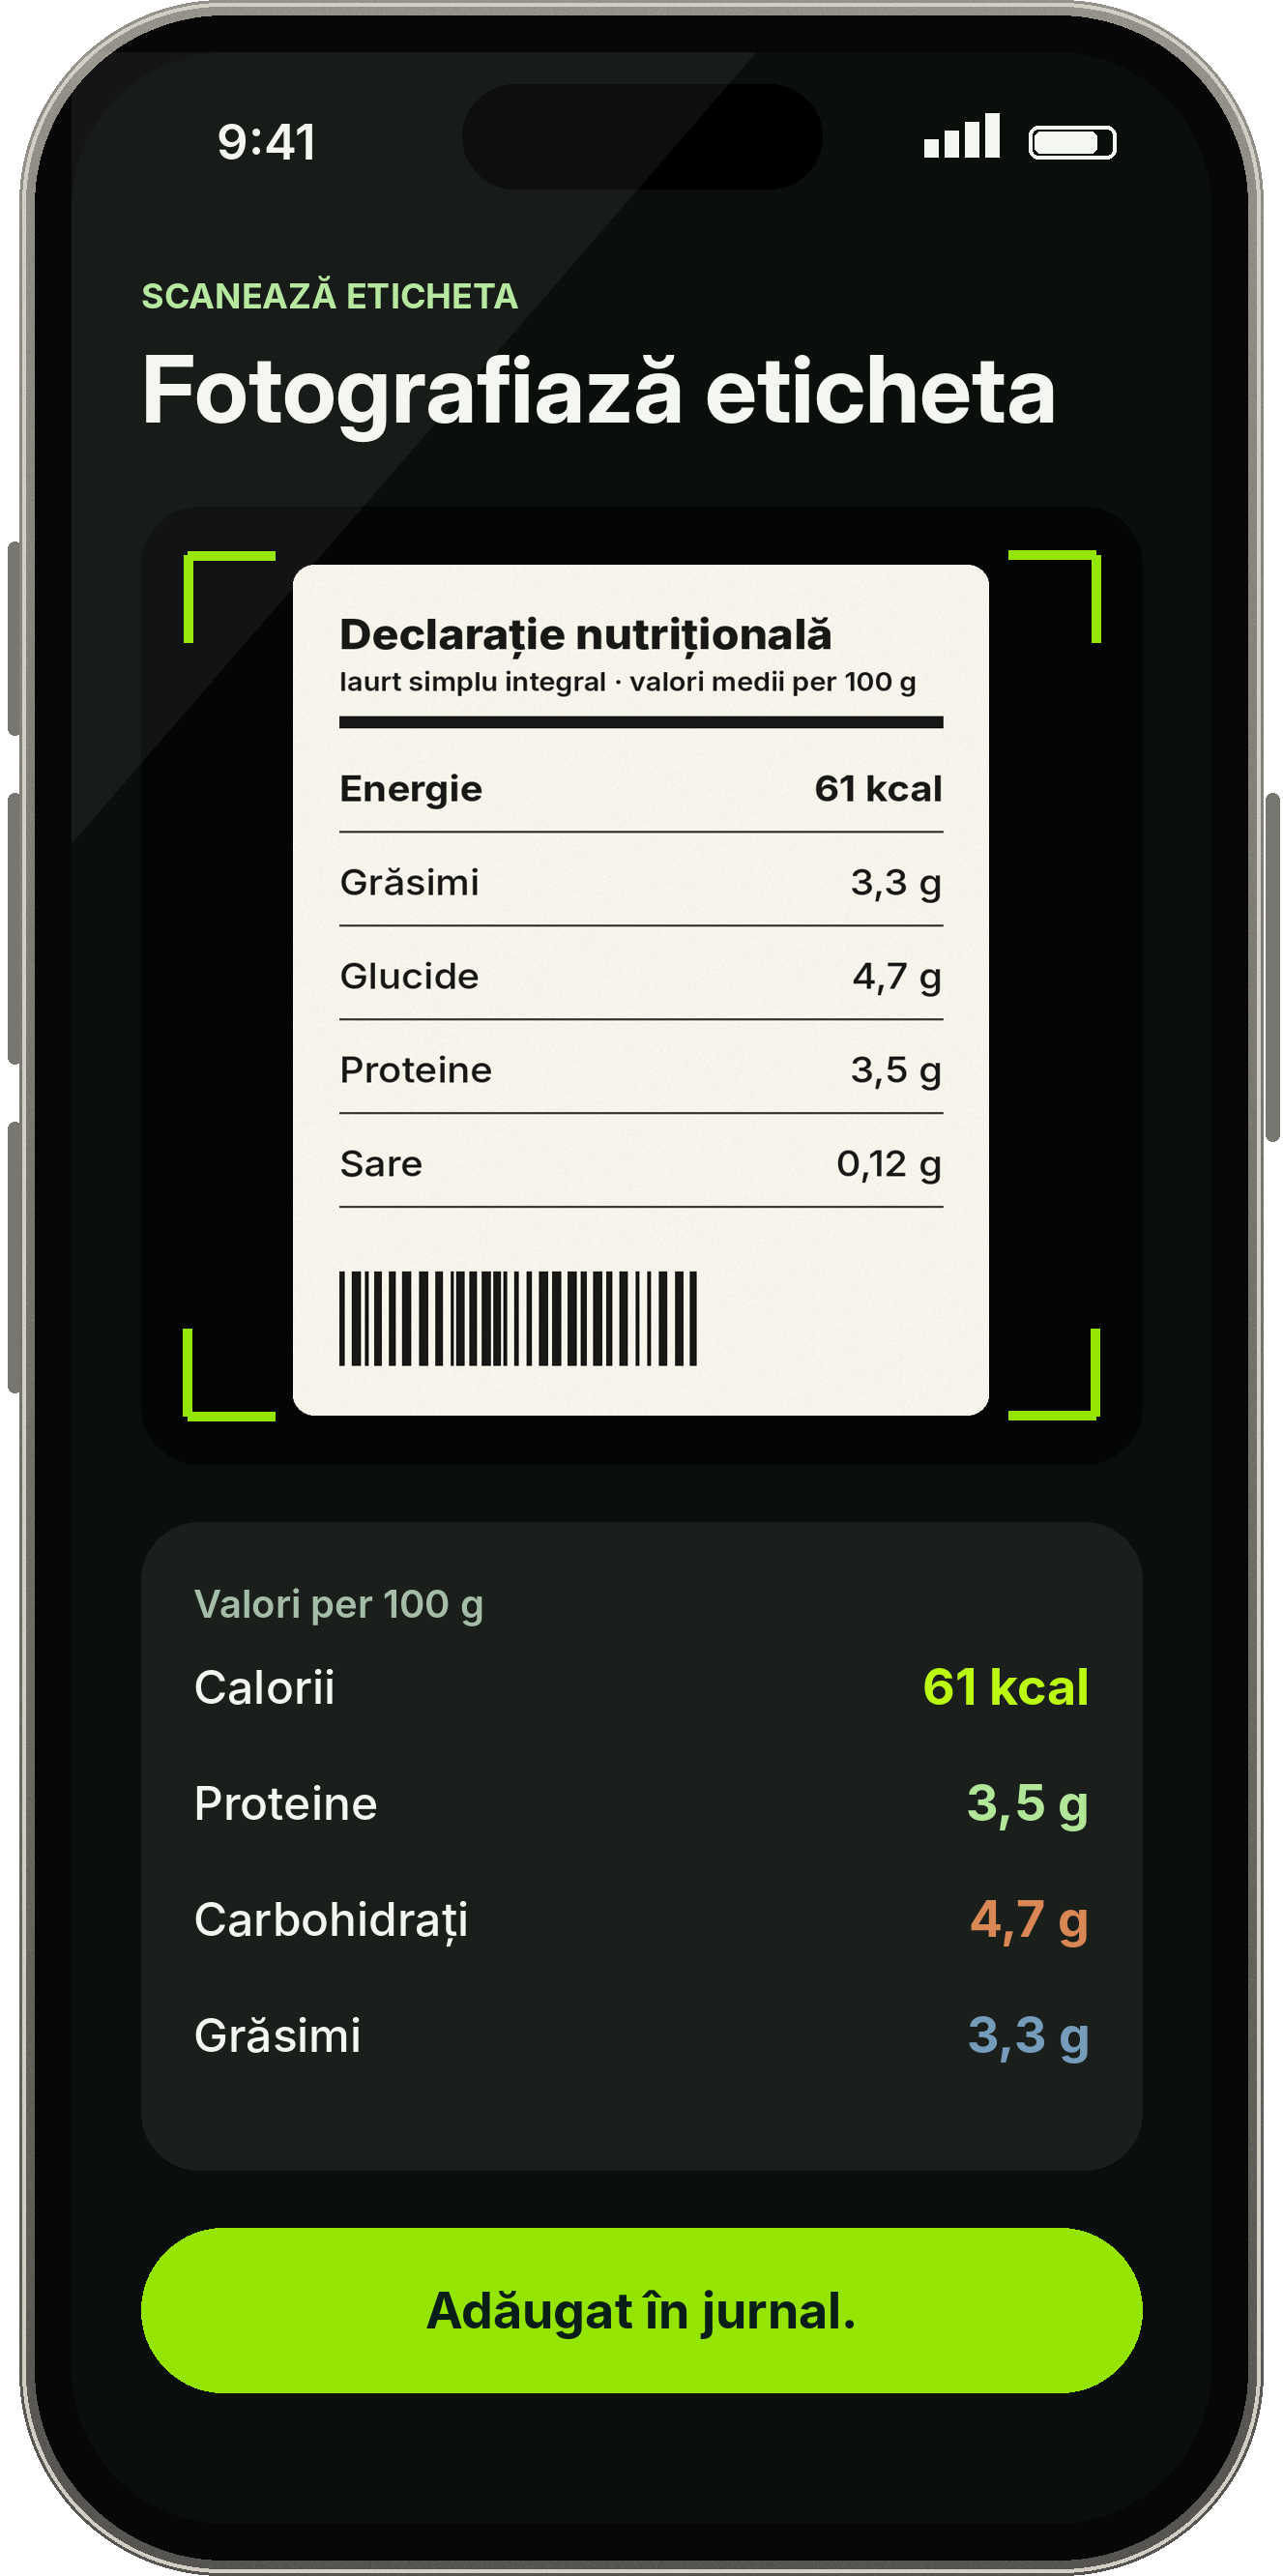 9:41
SCANEAZĂ ETICHETA
Fotografiază eticheta
Declarație nutrițională
Iaurt simplu integral · valori medii per 100 g
Energie 61 kcal
Grăsimi 3,3 g
Glucide 4,7 g
Proteine 3,5 g
Sare 0,12 g
Valori per 100 g
Calorii 61 kcal
Proteine 3,5 g
Carbohidrați 4,7 g
Grăsimi 3,3 g
Adăugat în jurnal.